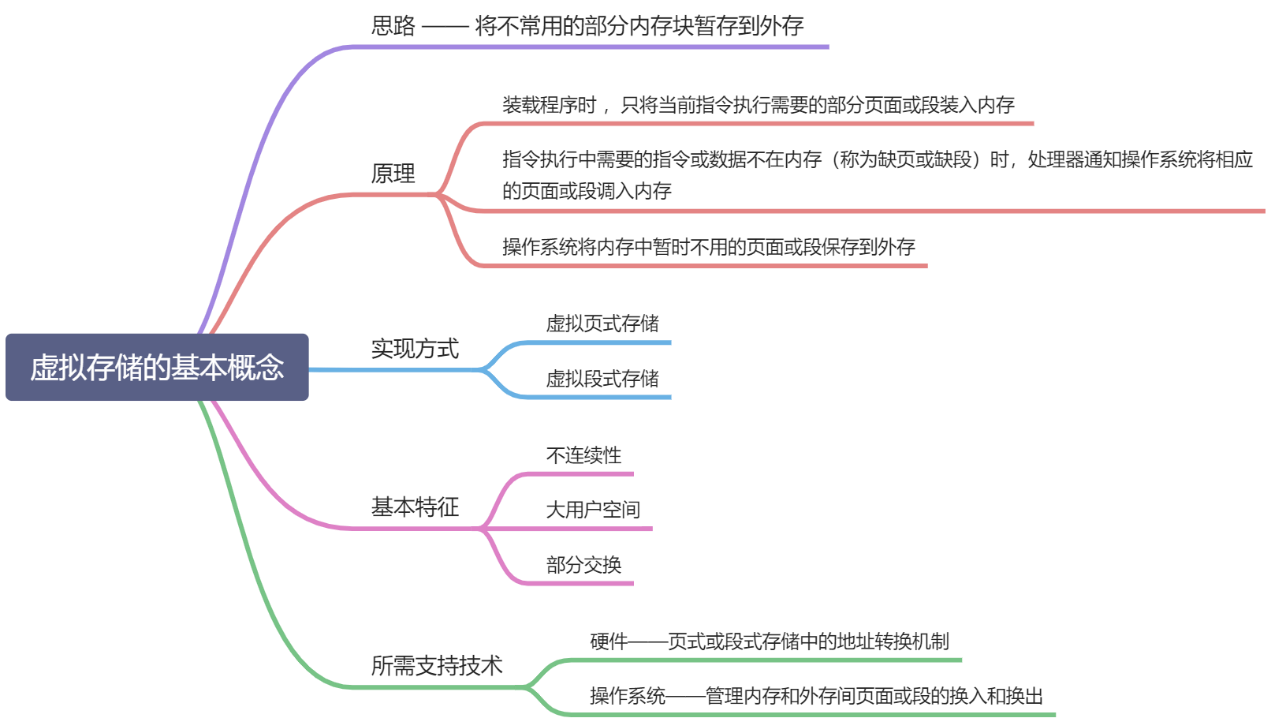 思路 —— 将不常用的部分内存块暂存到外存
装载程序时 ，只将当前指令执行需要的部分页面或段装入内存
原理
指令执行中需要的指令或数据不在内存（称为缺页或缺段）时，处理器通知操作系统将相应
的页面或段调入内存
操作系统将内存中暂时不用的页面或段保存到外存
虚拟存储的基本概念
实现方式
虚拟页式存储
虚拟段式存储
基本特征
不连续性
大用户空间
部分交换
所需支持技术
硬件——页式或段式存储中的地址转换机制
操作系统——管理内存和外存间页面或段的换入和换出